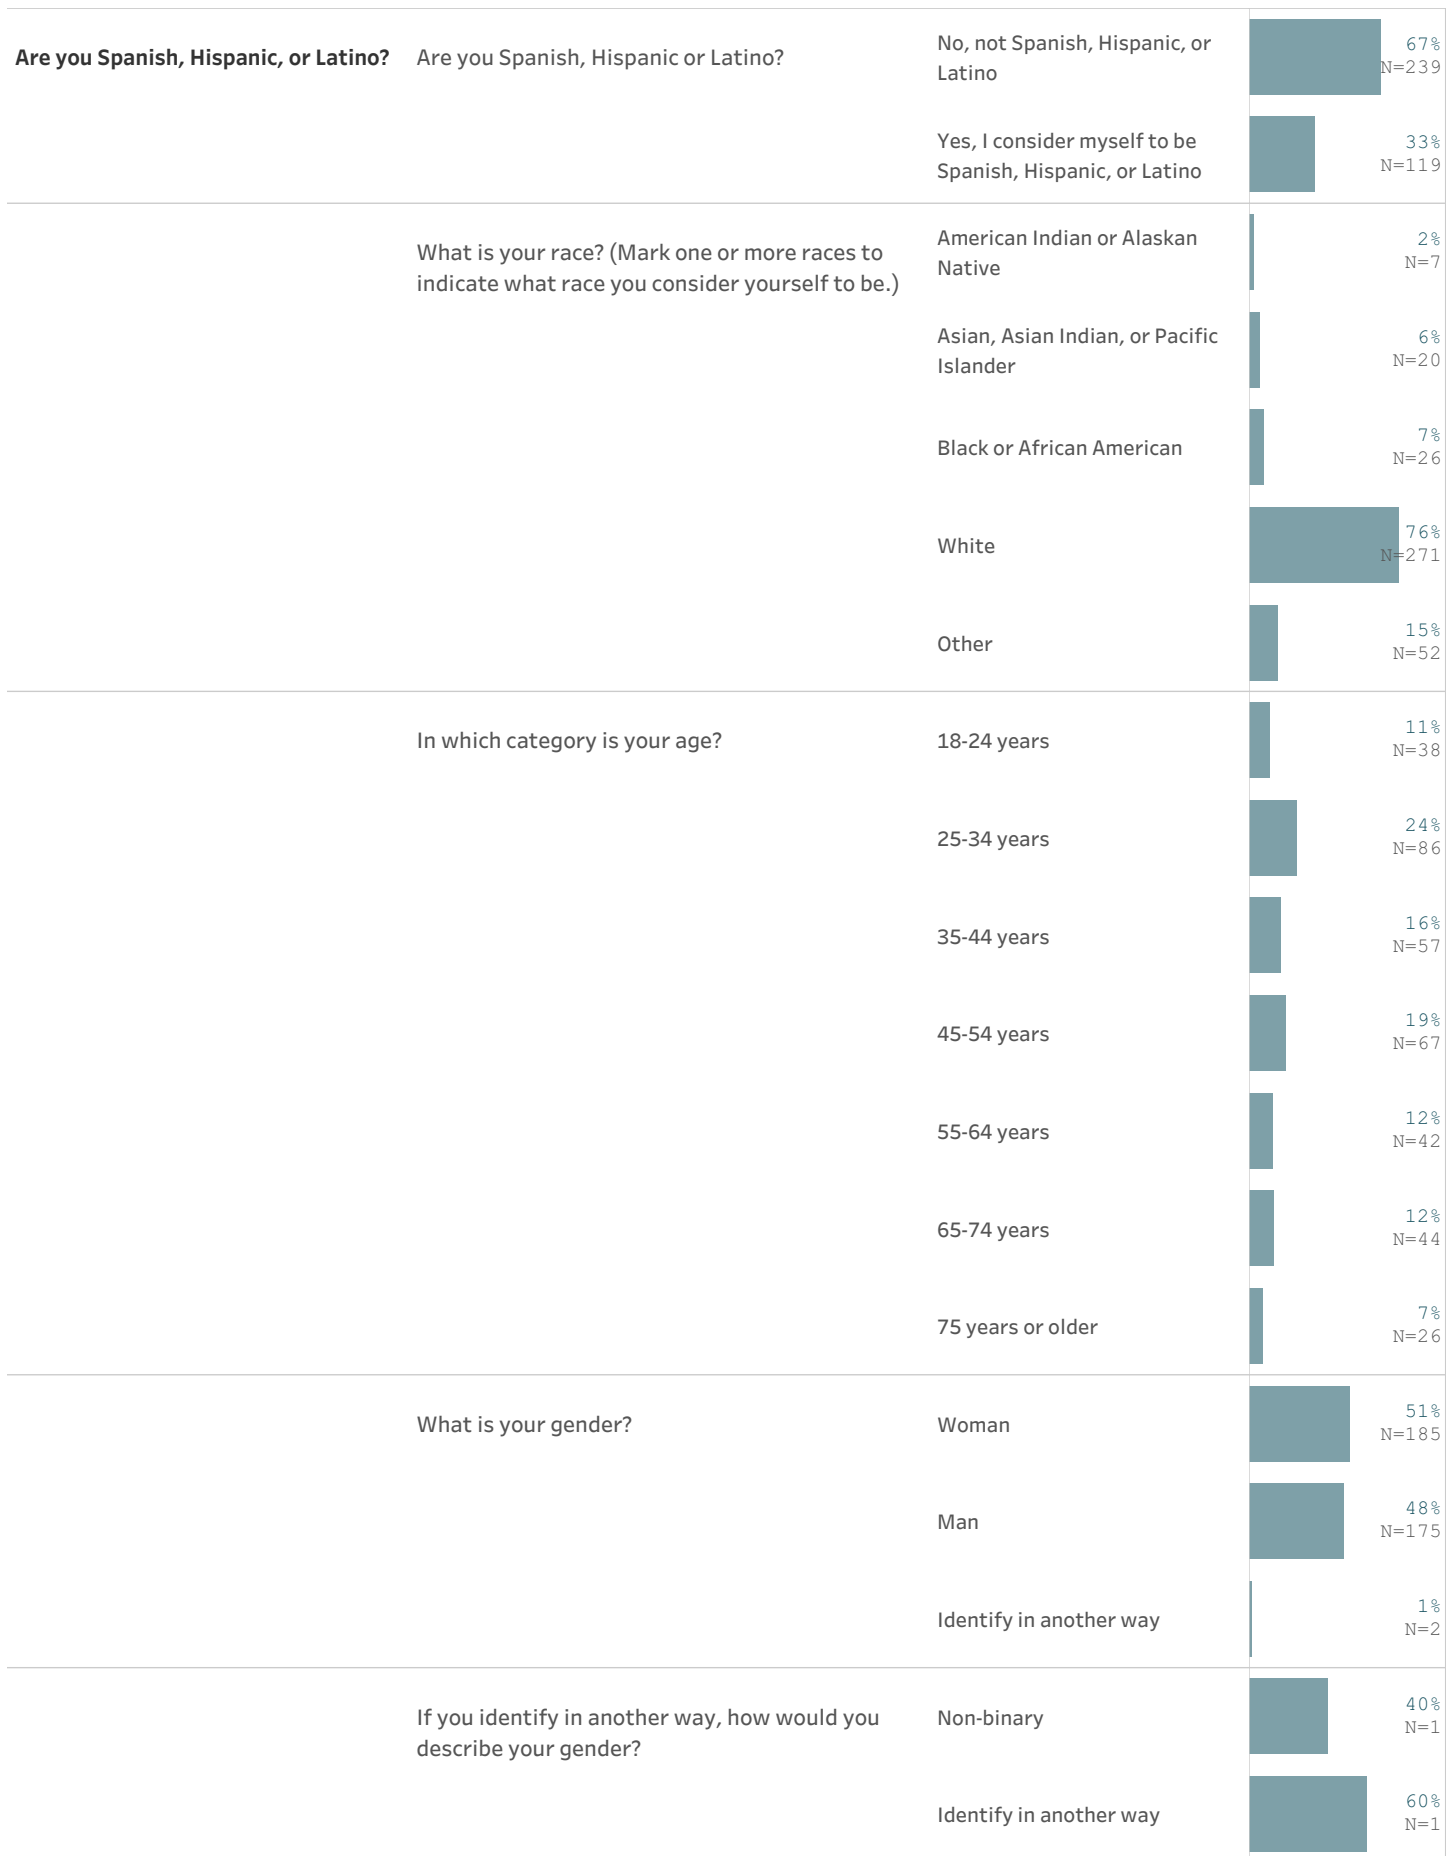 Are you Spanish, Hispanic, or Latino?
Are you Spanish, Hispanic or Latino?
No, not Spanish, Hispanic, or
Latino
67%
N=239
Yes, I consider myself to be
Spanish, Hispanic, or Latino
33%
N=119
What is your race? (Mark one or more races to
indicate what race you consider yourself to be.)
American Indian or Alaskan
Native
2%
N=7
Asian, Asian Indian, or Pacific
Islander
6%
N=20
Black or African American
7%
N=26
White
76%
N=271
Other
15%
N=52
In which category is your age?
18-24 years
11%
N=38
25-34 years
24%
N=86
35-44 years
16%
N=57
45-54 years
19%
N=67
55-64 years
12%
N=42
65-74 years
12%
N=44
75 years or older
7%
N=26
What is your gender?
Woman
51%
N=185
Man
48%
N=175
Identify in another way
1%
N=2
If you identify in another way, how would you
describe your gender?
Non-binary
40%
N=1
Identify in another way
60%
N=1